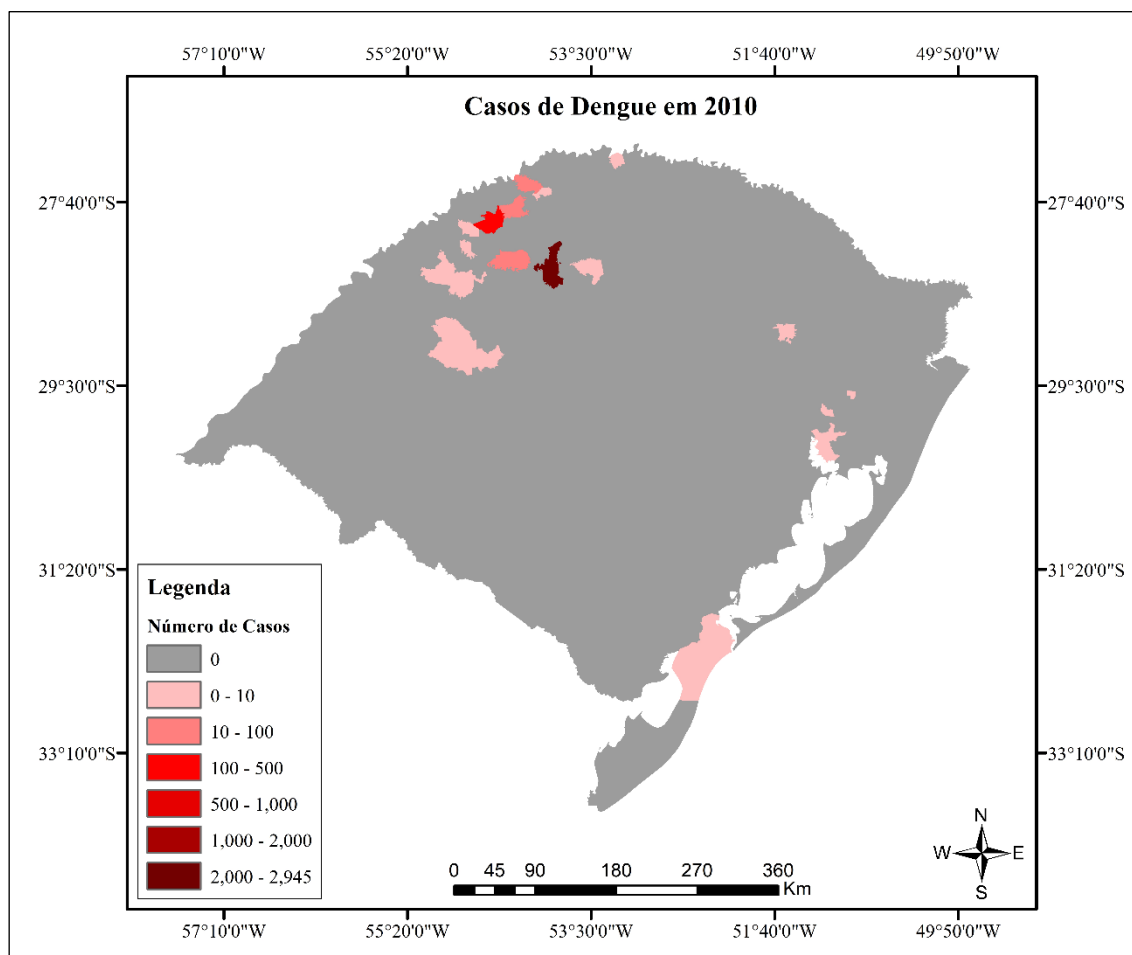 57°10'0"W 55°20'0"W 53°30'0"W 51°40'0"W 49°50'0"W
Casos de Dengue em 2010
27°40'0"S 27°40'0"S
29°30'0"S 29°30'0"S
31°20'0"S 31°20'0"S
33°10'0"S 33°10'0"S
Legenda
Número de Casos
0
0 - 10
10 - 100
100 - 500
500 - 1,000
1,000 - 2,000
2,000 - 2,945
0 45 90 180 270 360
Km
N
W E
S
57°10'0"W 55°20'0"W 53°30'0"W 51°40'0"W 49°50'0"W